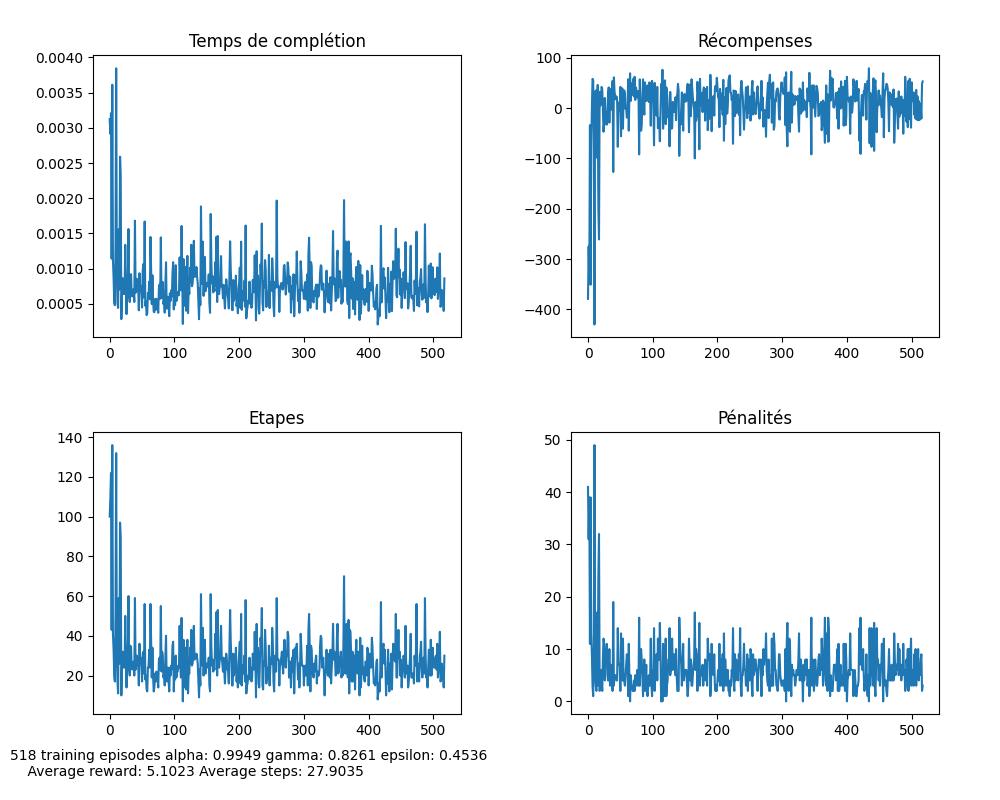 Temps de complétion
0.0040
0.0035
0.0030
0.0025
0.0020
0.0015
0.0010
0.0005
0 100 200 300 400 500
Récompenses
100
0
−100
−200
−300
−400
0 100 200 300 400 500
Etapes
140
120
100
80
60
40
20
0 100 200 300 400 500
Pénalités
50
40
30
20
10
0
0 100 200 300 400 500
518 training episodes alpha: 0.9949 gamma: 0.8261 epsilon: 0.4536
Average reward: 5.1023 Average steps: 27.9035